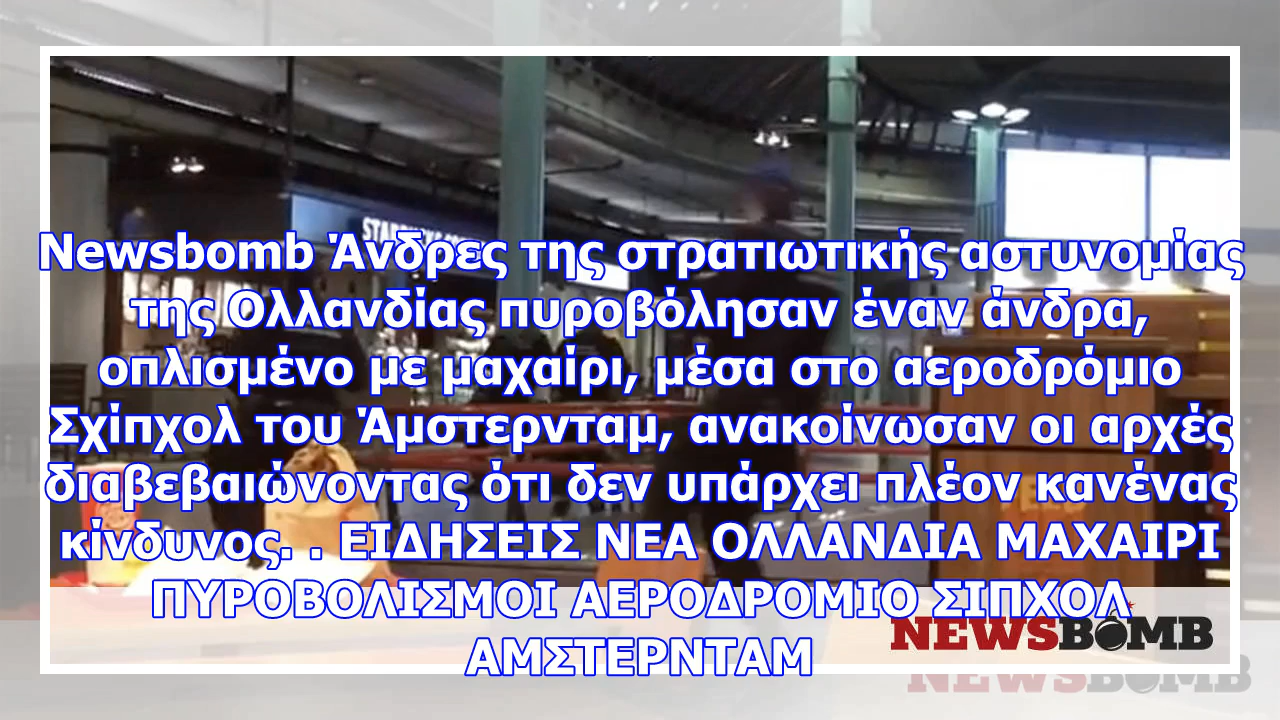 STARBUCKS
Newsbomb Άνδρες της στρατιωτικής αστυνομίας
της Ολλανδίας πυροβόλησαν έναν άνδρα,
οπλισμένο με μαχαίρι, μέσα στο αεροδρόμιο
Σχίπχολ του Άμστερνταμ, ανακοίνωσαν οι αρχές
διαβεβαιώνοντας ότι δεν υπάρχει πλέον κανένας
κίνδυνος. . ΕΙΔΗΣΕΙΣ ΝΕΑ ΟΛΛΑΝΔΙΑ ΜΑΧΑΙΡΙ
ΠΥΡΟΒΟΛΙΣΜΟΙ ΑΕΡΟΔΡΟΜΙΟ ΣΙΠΧΟΛ
ΑΜΣΤΕΡΝΤΑΜ
NEWSBOMB
NEWSBOMB